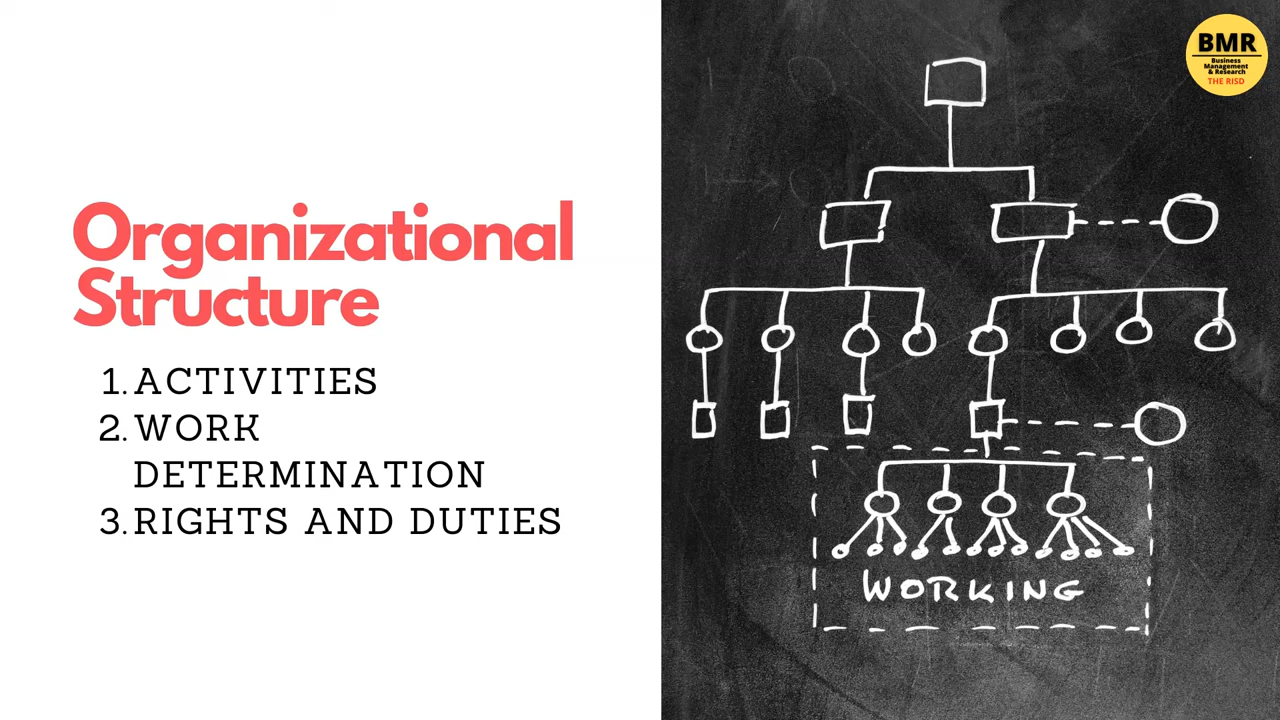 Organizational
Structure
1. ACTIVITIES
2. WORK
DETERMINATION
3. RIGHTS AND DUTIES
BMR
Business
Management
& Research
THE RISD
WORKING